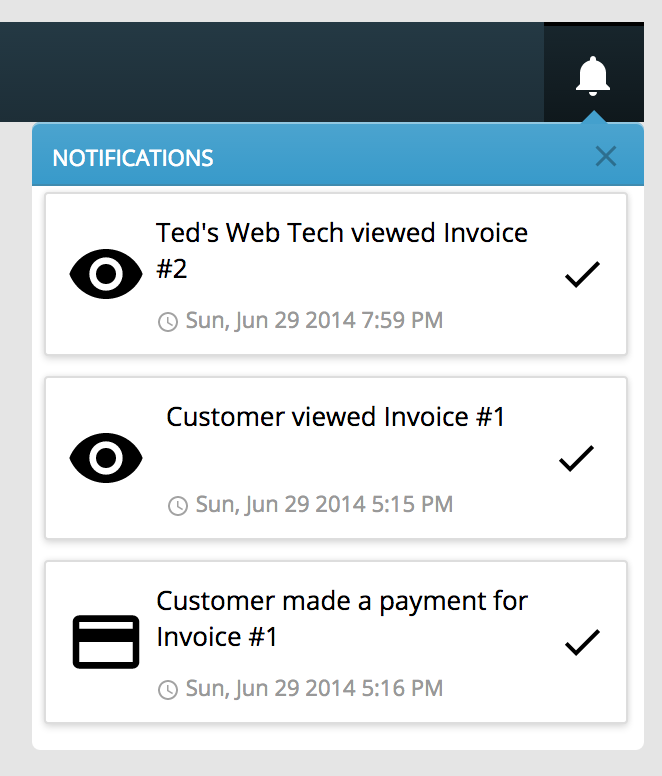 NOTIFICATIONS
Ted's Web Tech viewed Invoice
#2
Sun, Jun 29 2014 7:59 PM
Customer viewed Invoice #1
Sun, Jun 29 2014 5:15 PM
Customer made a payment for
Invoice #1
Sun, Jun 29 2014 5:16 PM